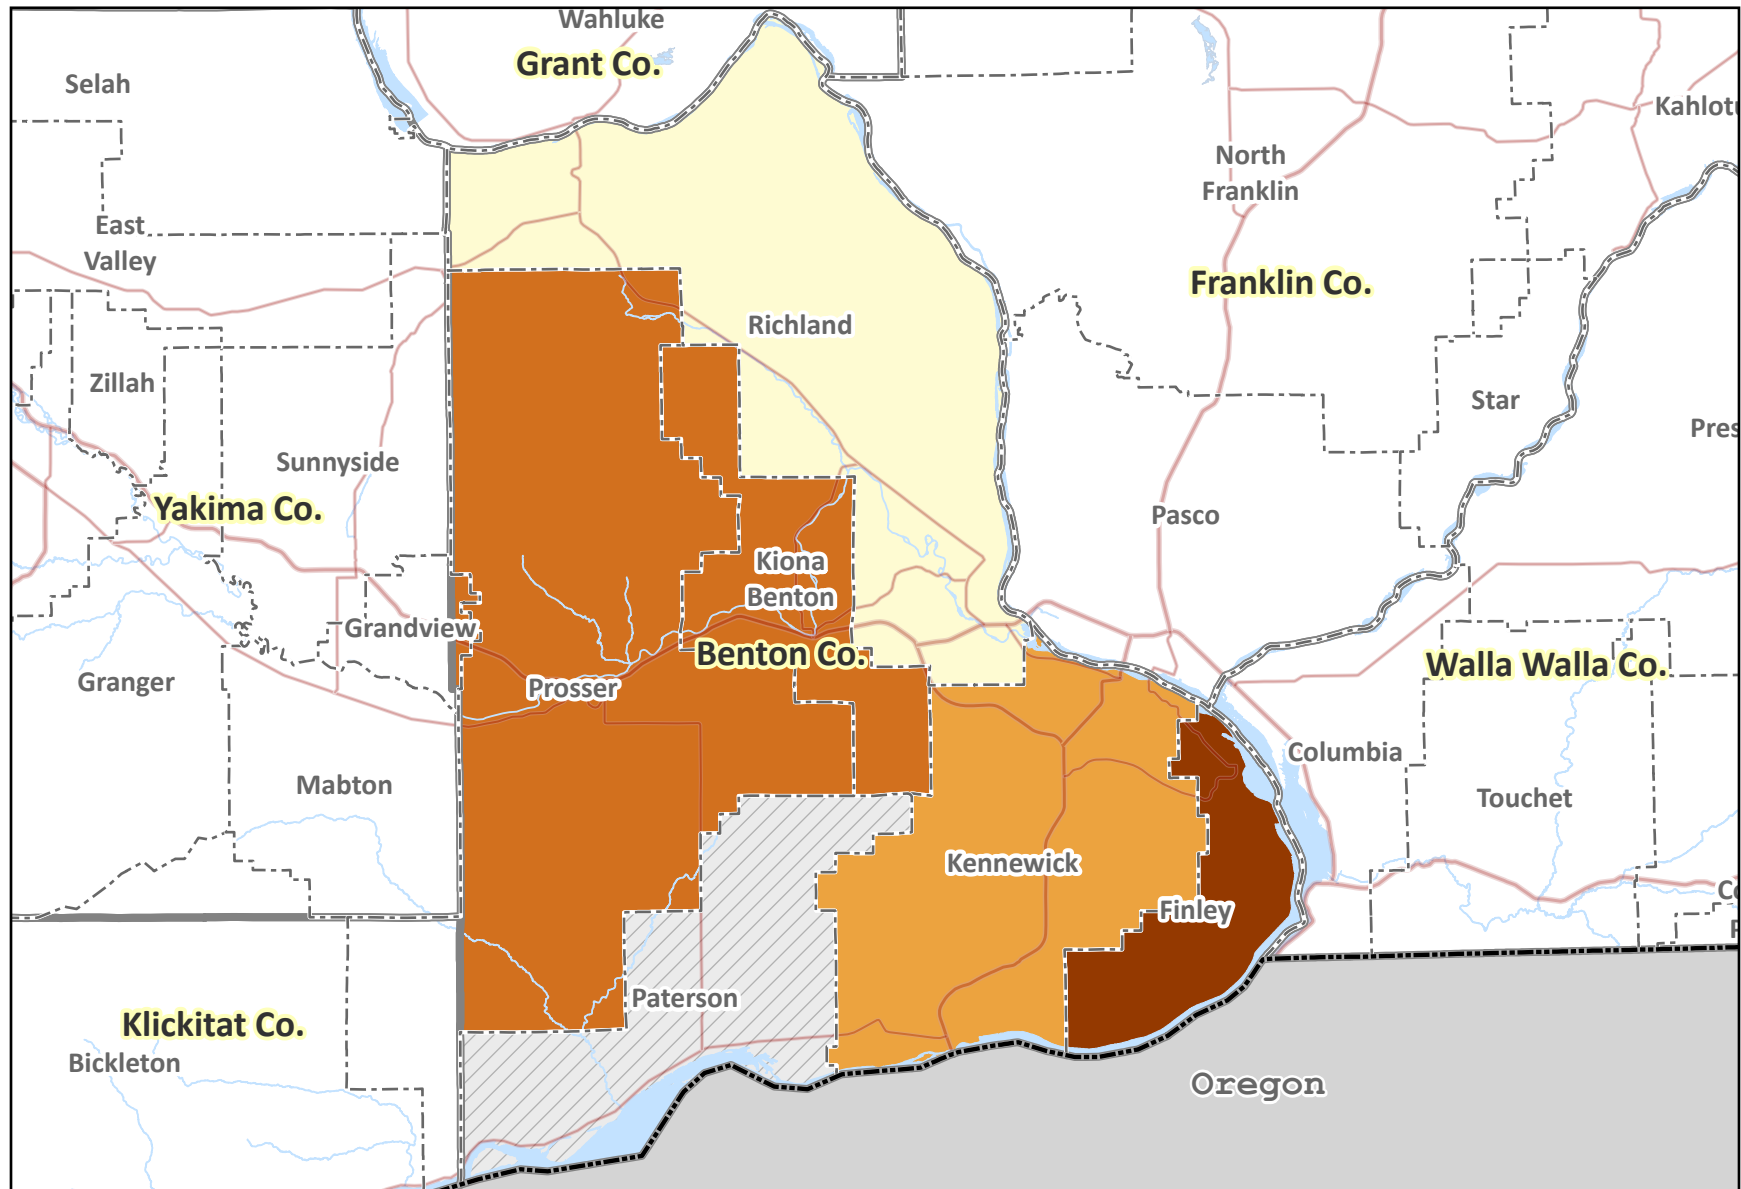 Wahluke
Grant Co.
Selah
Kahlot
North
Franklin
East
Valley
Franklin Co.
Richland
Zillah
Star
Pres
Sunnyside
Yakima Co.
Pasco
Kiona
Benton
Grandview
Benton Co.
Walla Walla Co.
Granger
Prosser
Columbia
Mabton
Touchet
Kennewick
Finley
Paterson
Klickitat Co.
Bickleton
Oregon